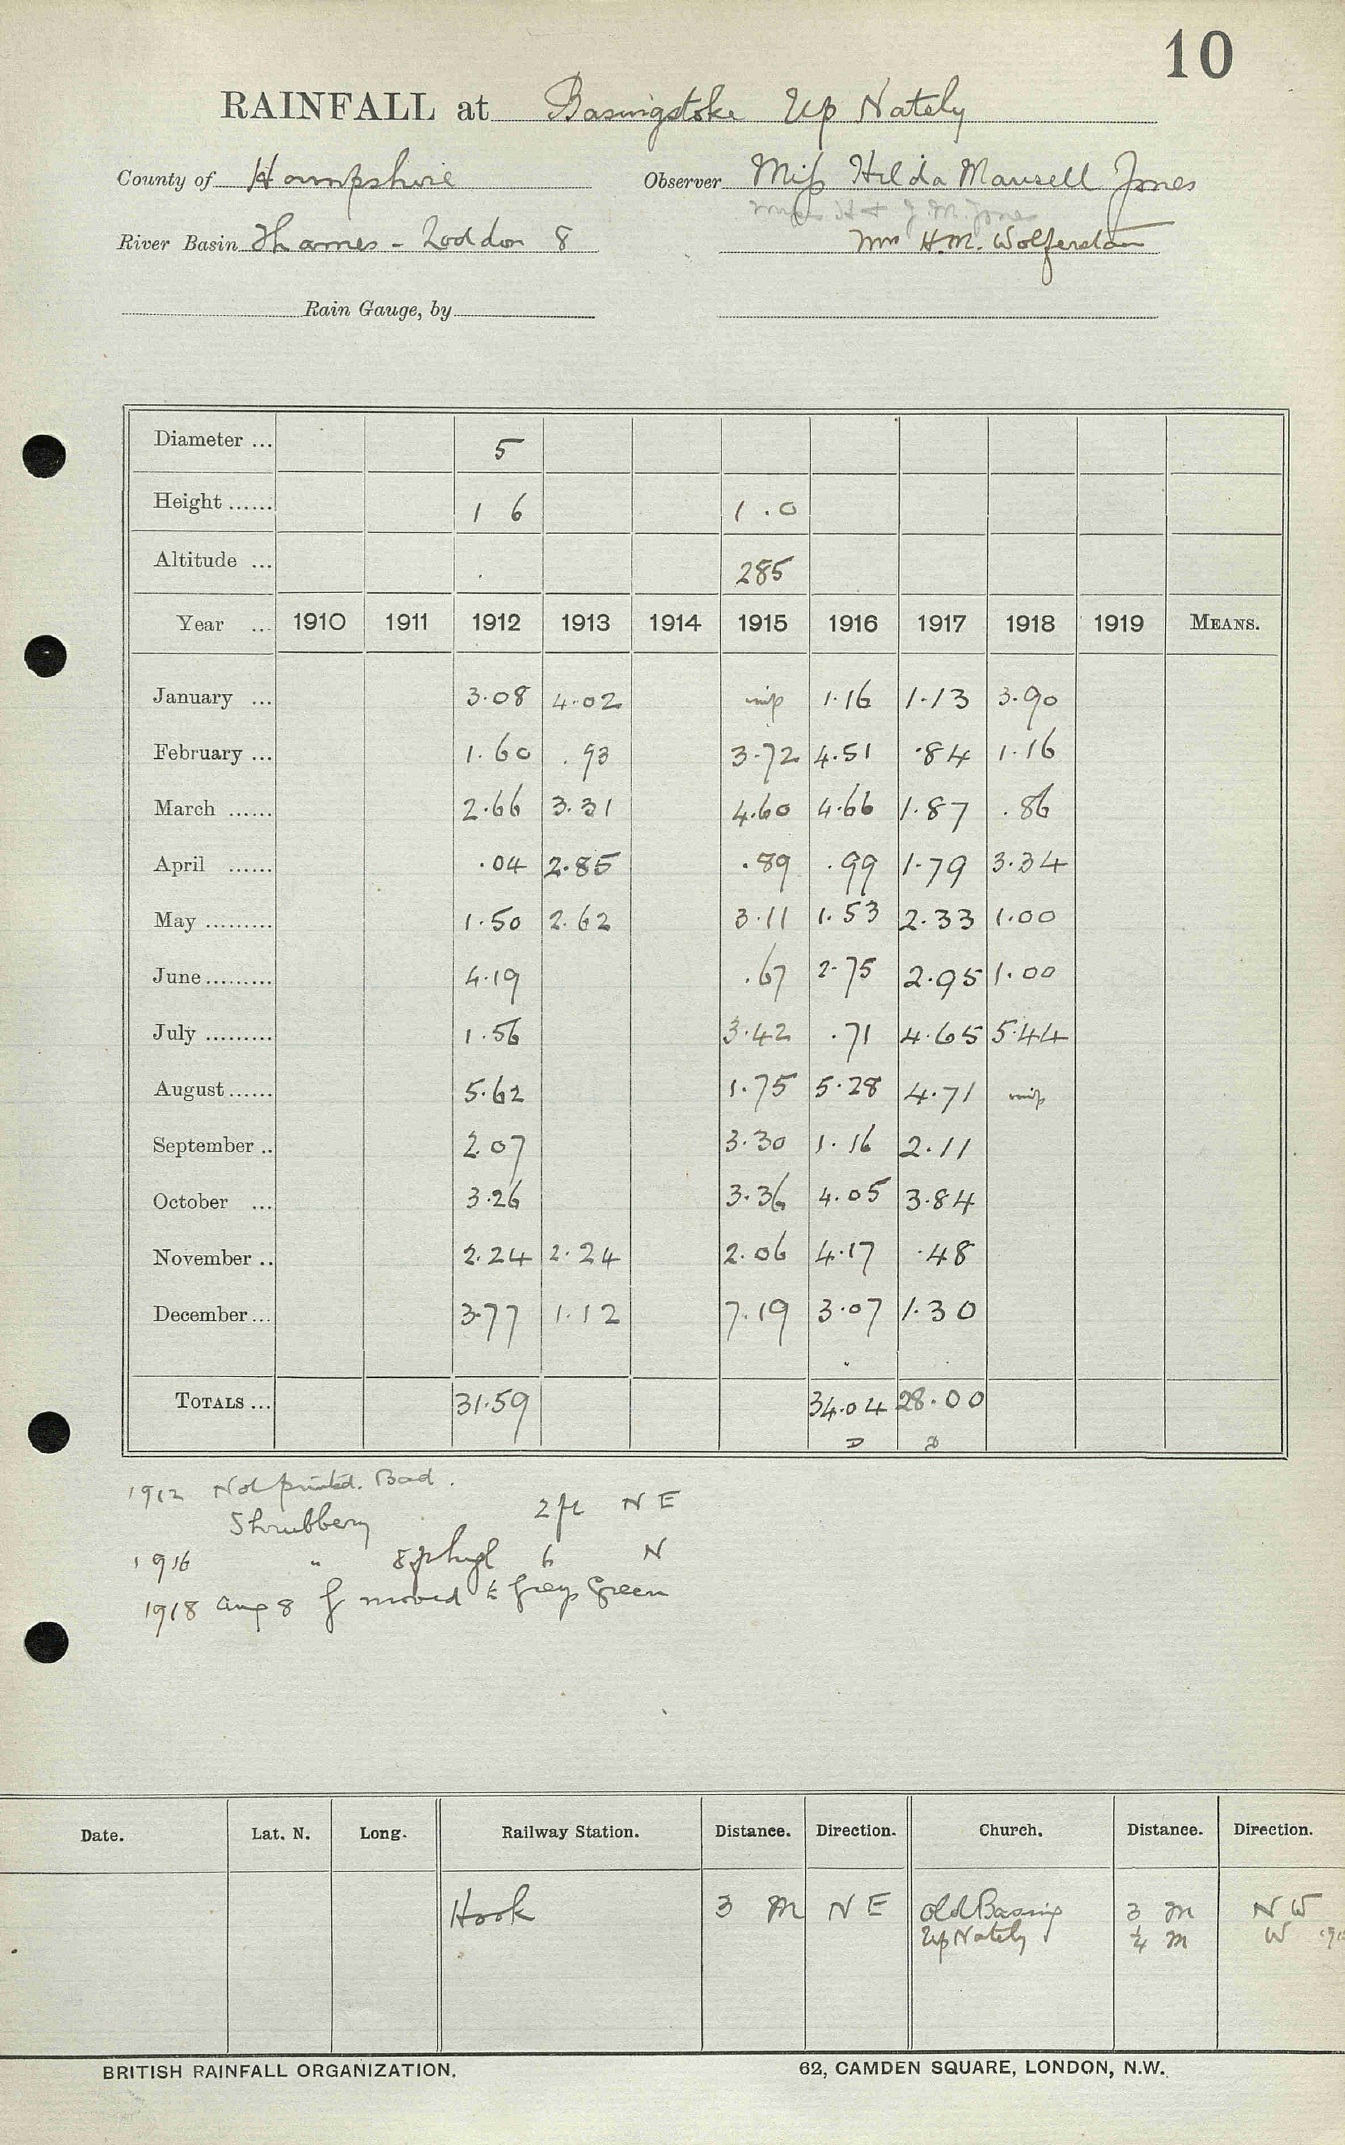 10
RAINFALL at Basingstoke Up Nately
County of Hampshire Observer Miss Hilda Mansell Jones
Misses H & J. M. Jones
River Basin Thames - Loddon 8 Mrs H.M. Wolferstan
Rain Gauge, by
Diameter ... 5
Height ...... 1 6 1.0
Altitude ... 285
Year ... 1910 1911 1912 1913 1914 1915 1916 1917 1918 1919 MEANS.
January ... 3.08 4.02 miss 1.16 1.13 3.90
February ... 1.60 .93 3.72 4.51 .84 1.16
March ...... 2.66 3.31 4.60 4.66 1.87 .86
April ...... .04 2.85 .89 .99 1.79 3.34
May ......... 1.50 2.62 3.11 1.53 2.33 1.00
June ......... 4.19 .67 2.75 2.95 1.00
July ......... 1.56 3.42 .71 4.65 5.44
August ...... 5.62 1.75 5.28 4.71 miss
September .. 2.07 3.30 1.16 2.11
October ... 3.26 3.36 4.05 3.84
November .. 2.24 2.24 2.06 4.17 .48
December ... 3.77 1.12 7.19 3.07 1.30
TOTALS ... 31.59 34.04 28.00
D D
1912 Not printed. Bad.
Shrubbery 2 ft N E
1916 " 8 ft high 6 N
1918 Aug 8 g moved to Greys Green
Date. Lat. N. Long. Railway Station. Distance. Direction. Church. Distance. Direction.
Hook 3 M N E Old Basing 3 m N W
Up Nately ¼ m W
BRITISH RAINFALL ORGANIZATION. 62, CAMDEN SQUARE, LONDON, N.W.